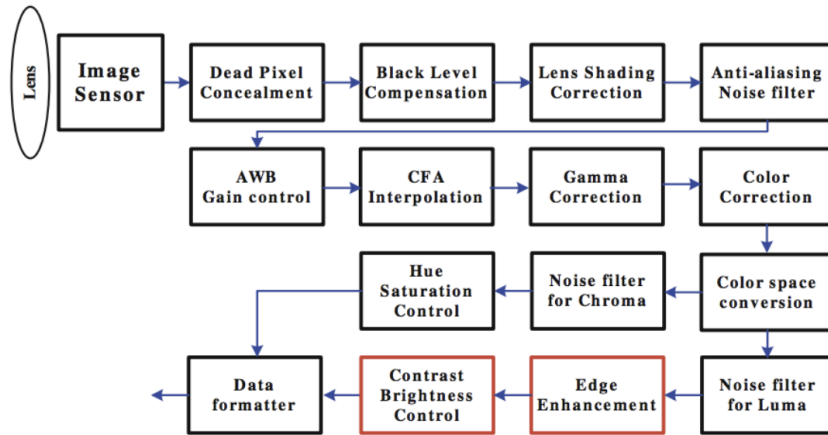 Lens
Image
Sensor
Dead Pixel
Concealment
Black Level
Compensation
Lens Shading
Correction
Anti-aliasing
Noise filter
AWB
Gain control
CFA
Interpolation
Gamma
Correction
Color
Correction
Hue
Saturation
Control
Noise filter
for Chroma
Color space
conversion
Data
formatter
Contrast
Brightness
Control
Edge
Enhancement
Noise filter
for Luma